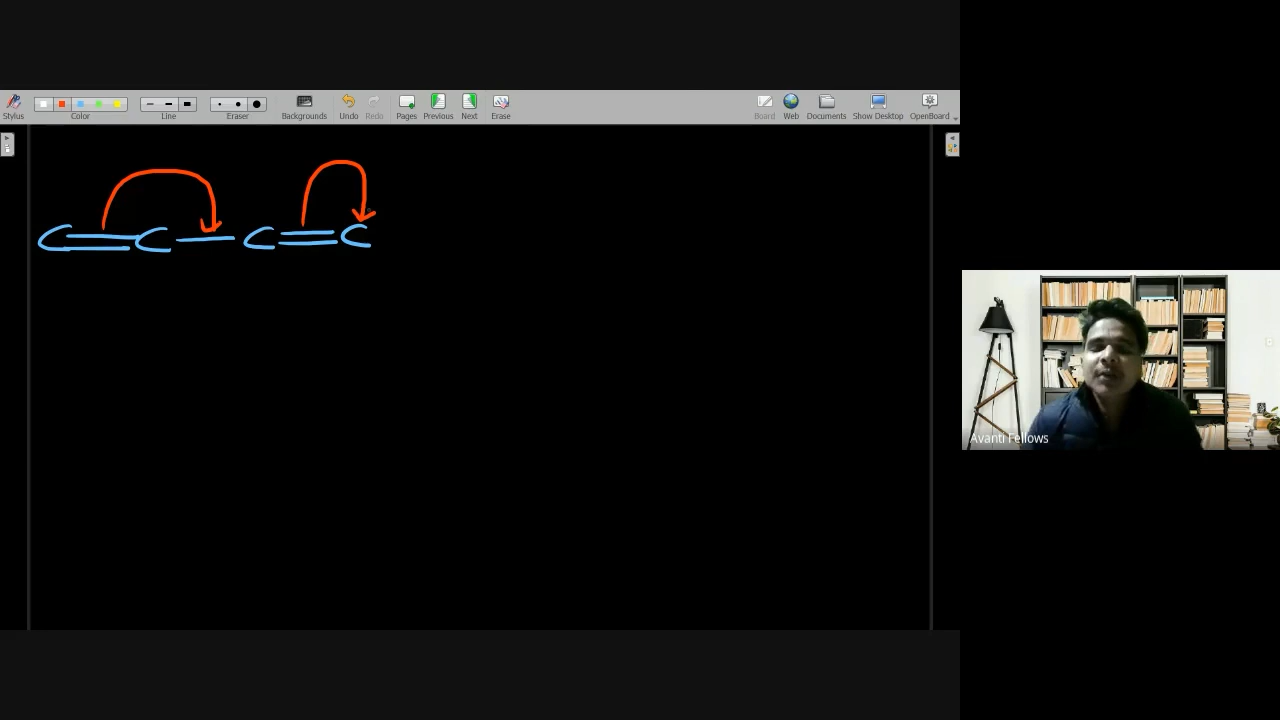 Stylus Color Line Eraser Backgrounds Undo Redo Pages Previous Next Erase Board Web Documents Show Desktop OpenBoard
C=C—C=C
Avanti Fellows